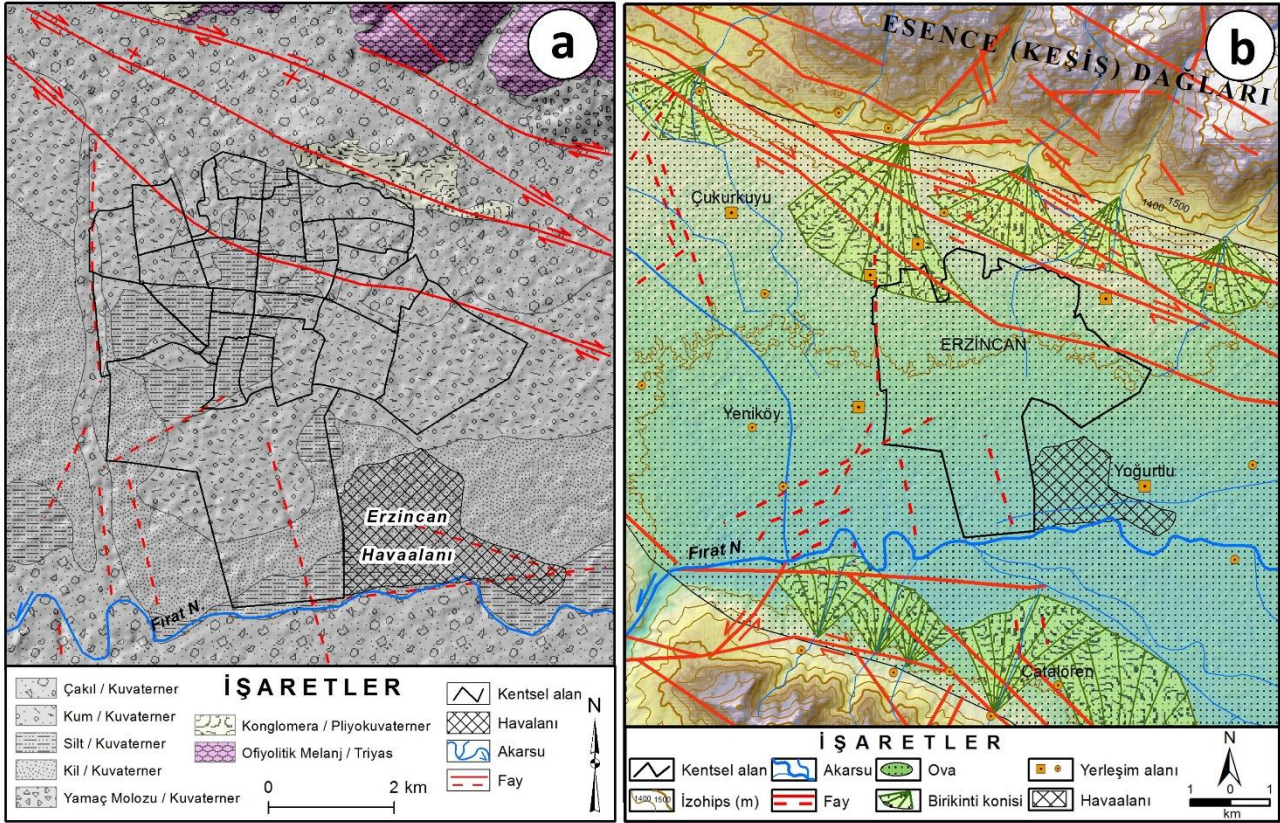 a
Erzincan
Havaalanı
Fırat N
İŞARETLER
Çakıl / Kuvaterner
Kum / Kuvaterner
Silt / Kuvaterner
Kil / Kuvaterner
Yamaç Molozu / Kuvaterner
Konglomera / Pliyokuvaterner
Ofiyolitik Melanj / Triyas
0 2 km
Kentsel alan
Havalanı
Akarsu
Fay
N
b
ESENCE (KEŞİŞ) DAĞLARI
1400 1500
Çukurkuyu
ERZİNCAN
Yeniköy
Yoğurtlu
Fırat N
Çatalören
İŞARETLER
Kentsel alan
Akarsu
Ova
Yerleşim alanı
1400 1500
İzohips (m)
Fay
Birikinti konisi
Havaalanı
N
1 0 1
km